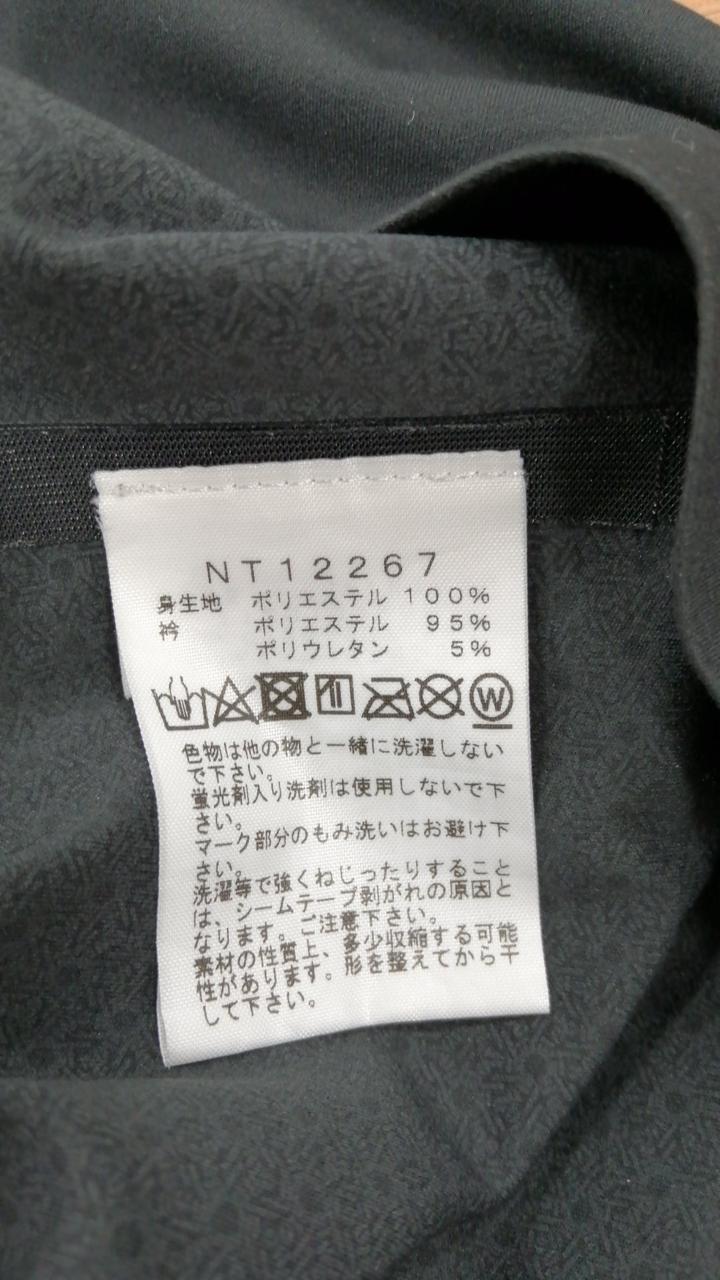 NT12267
身生地 ポリエステル 100%
衿 ポリエステル 95%
ポリウレタン 5%
W
色物は他の物と一緒に洗濯しない
で下さい。
蛍光剤入り洗剤は使用しないで下
さい。
マーク部分のもみ洗いはお避け下
さい。
洗濯等で強くねじったりすること
は、シームテープ剥がれの原因と
なります。ご注意下さい。
素材の性質上、多少収縮する可能
性があります。形を整えてから干
して下さい。